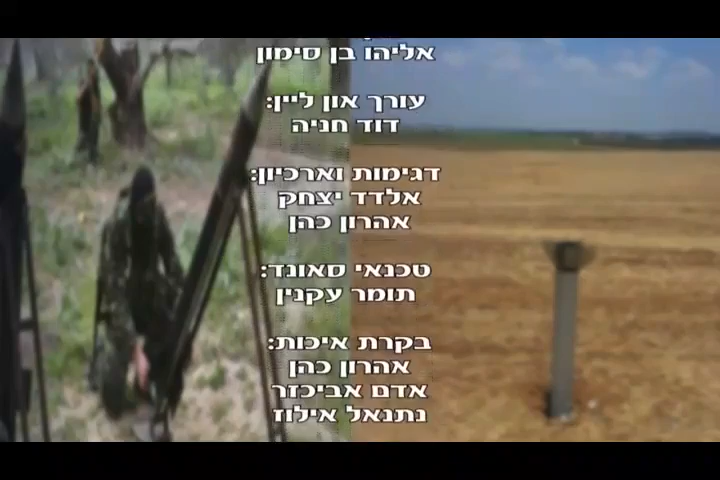 אליהו בן סימון
עורך און ליין:
דוד חניה
דגימות וארכיון:
אלדד יצחק
אהרון כהן
טכנאי סאונד:
תומר עקנין
בקרת איכות:
אהרון כהן
אדם אביכזר
נתנאל אילוז